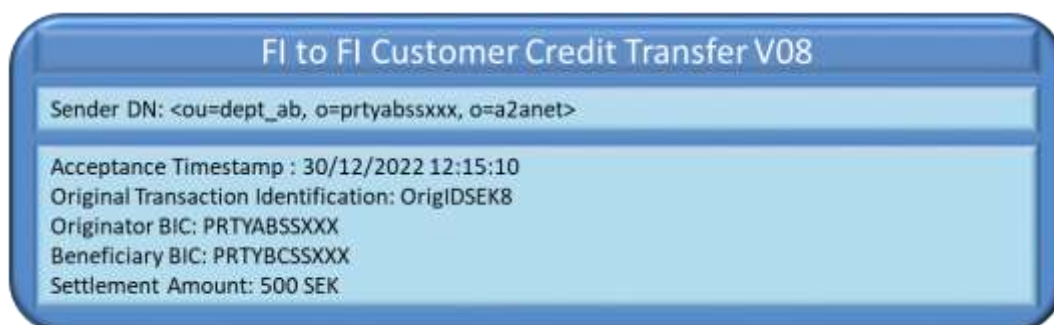 FI to FI Customer Credit Transfer V08
Sender DN: <ou=dept_ab, o=prtyabssxxx, o=a2anet>
Acceptance Timestamp : 30/12/2022 12:15:10
Original Transaction Identification: OrigIDSEK8
Originator BIC: PRTYABSSXXX
Beneficiary BIC: PRTYBCSSXXX
Settlement Amount: 500 SEK